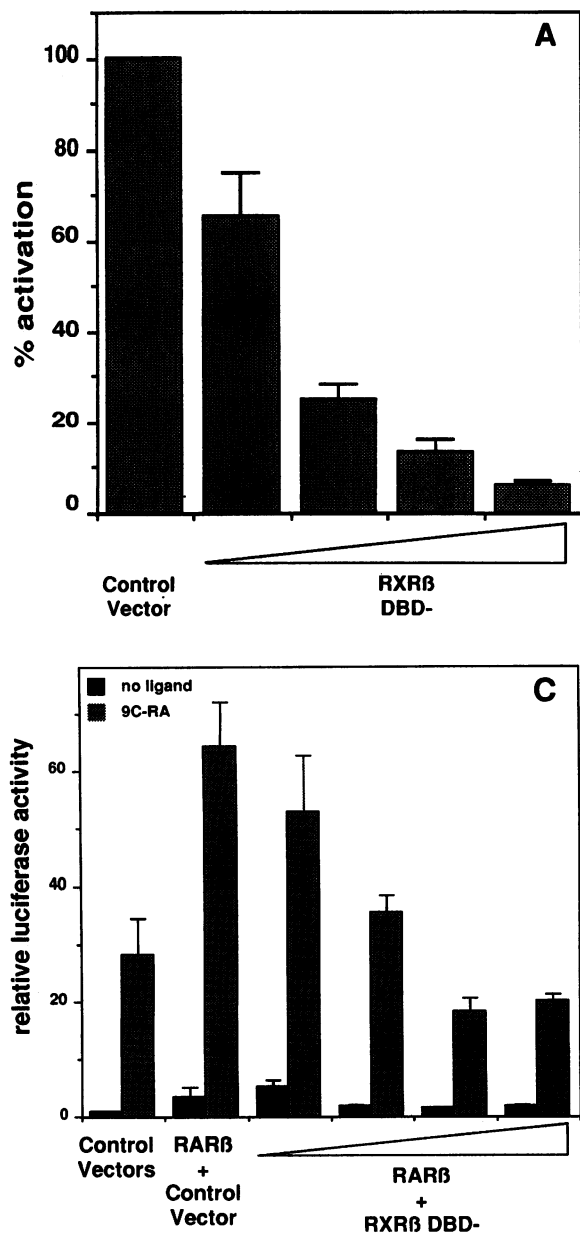 A
% activation
100
80
60
40
20
0
Control
Vector
RXRß
DBD-
C
no ligand
9C-RA
relative luciferase activity
60
40
20
0
Control
Vectors
RARß
+
Control
Vector
RARß
+
RXRß DBD-